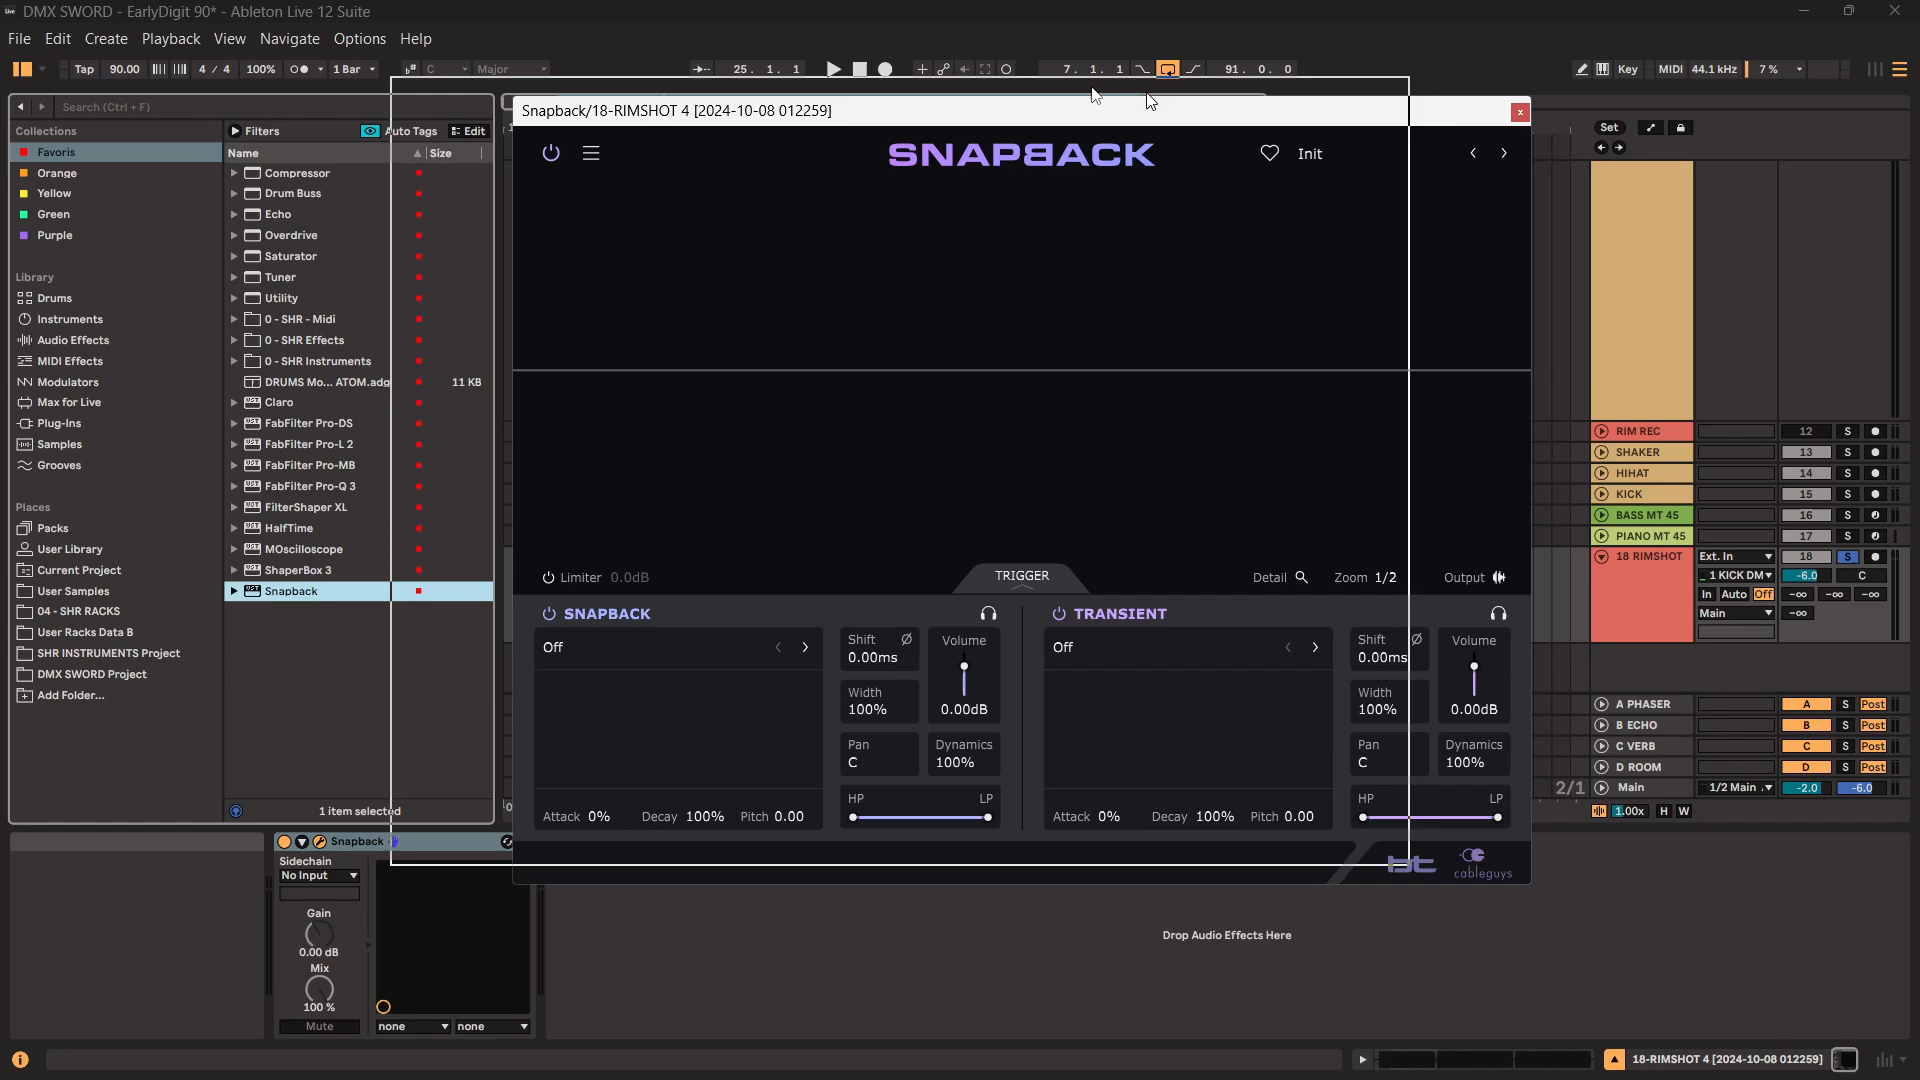 DMX SWORD - EarlyDigit 90* - Ableton Live 12 Suite
File Edit Create Playback View Navigate Options Help
Tap 90.00 4 / 4 100% 1 Bar C Major 25. 1. 1 7. 1. 1 91. 0. 0 Key MIDI 44.1 kHz 7 %
Search (Ctrl + F)
Collections
Favoris
Orange
Yellow
Green
Purple
Library
Drums
Instruments
Audio Effects
MIDI Effects
Modulators
Max for Live
Plug-Ins
Samples
Grooves
Places
Packs
User Library
Current Project
User Samples
04 - SHR RACKS
User Racks Data B
SHR INSTRUMENTS Project
DMX SWORD Project
Add Folder...
Filters Auto Tags Edit
Name Size
Compressor
Drum Buss
Echo
Overdrive
Saturator
Tuner
Utility
0 - SHR - Midi
0 - SHR Effects
0 - SHR Instruments
DRUMS Mo... ATOM.adg 11 KB
Claro
FabFilter Pro-DS
FabFilter Pro-L 2
FabFilter Pro-MB
FabFilter Pro-Q 3
FilterShaper XL
HalfTime
MOscilloscope
ShaperBox 3
Snapback
1 item selected
Snapback/18-RIMSHOT 4 [2024-10-08 012259]
x
SNAPBACK
Init
Limiter 0.0dB
TRIGGER
Detail Zoom 1/2 Output
SNAPBACK
Off
Attack 0% Decay 100% Pitch 0.00
Shift 0.00ms
Volume 0.00dB
Width 100%
Pan C
Dynamics 100%
HP LP
TRANSIENT
Off
Attack 0% Decay 100% Pitch 0.00
Shift 0.00ms
Volume 0.00dB
Width 100%
Pan C
Dynamics 100%
HP LP
bt cableguys
Set
RIM REC 12 S
SHAKER 13 S
HIHAT 14 S
KICK 15 S
BASS MT 45 16 S
PIANO MT 45 17 S
18 RIMSHOT Ext. In 18 S
1 KICK DM -6.0 C
In Auto Off -∞ -∞ -∞
Main -∞
A PHASER A S Post
B ECHO B S Post
C VERB C S Post
D ROOM D S Post
2/1 Main 1/2 Main -2.0 -6.0
1.00x H W
Snapback
Sidechain
No Input
Gain
0.00 dB
Mix
100 %
Mute
none none
Drop Audio Effects Here
18-RIMSHOT 4 [2024-10-08 012259]